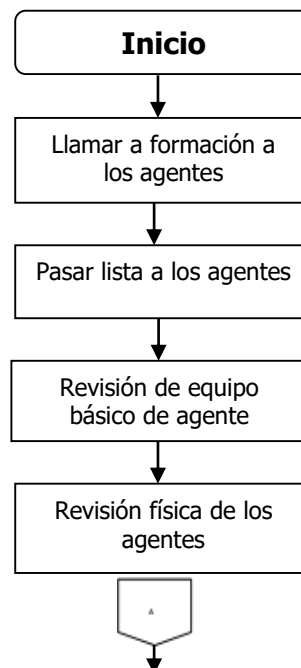 Inicio
Llamar a formación a
los agentes
Pasar lista a los agentes
Revisión de equipo
básico de agente
Revisión física de los
agentes